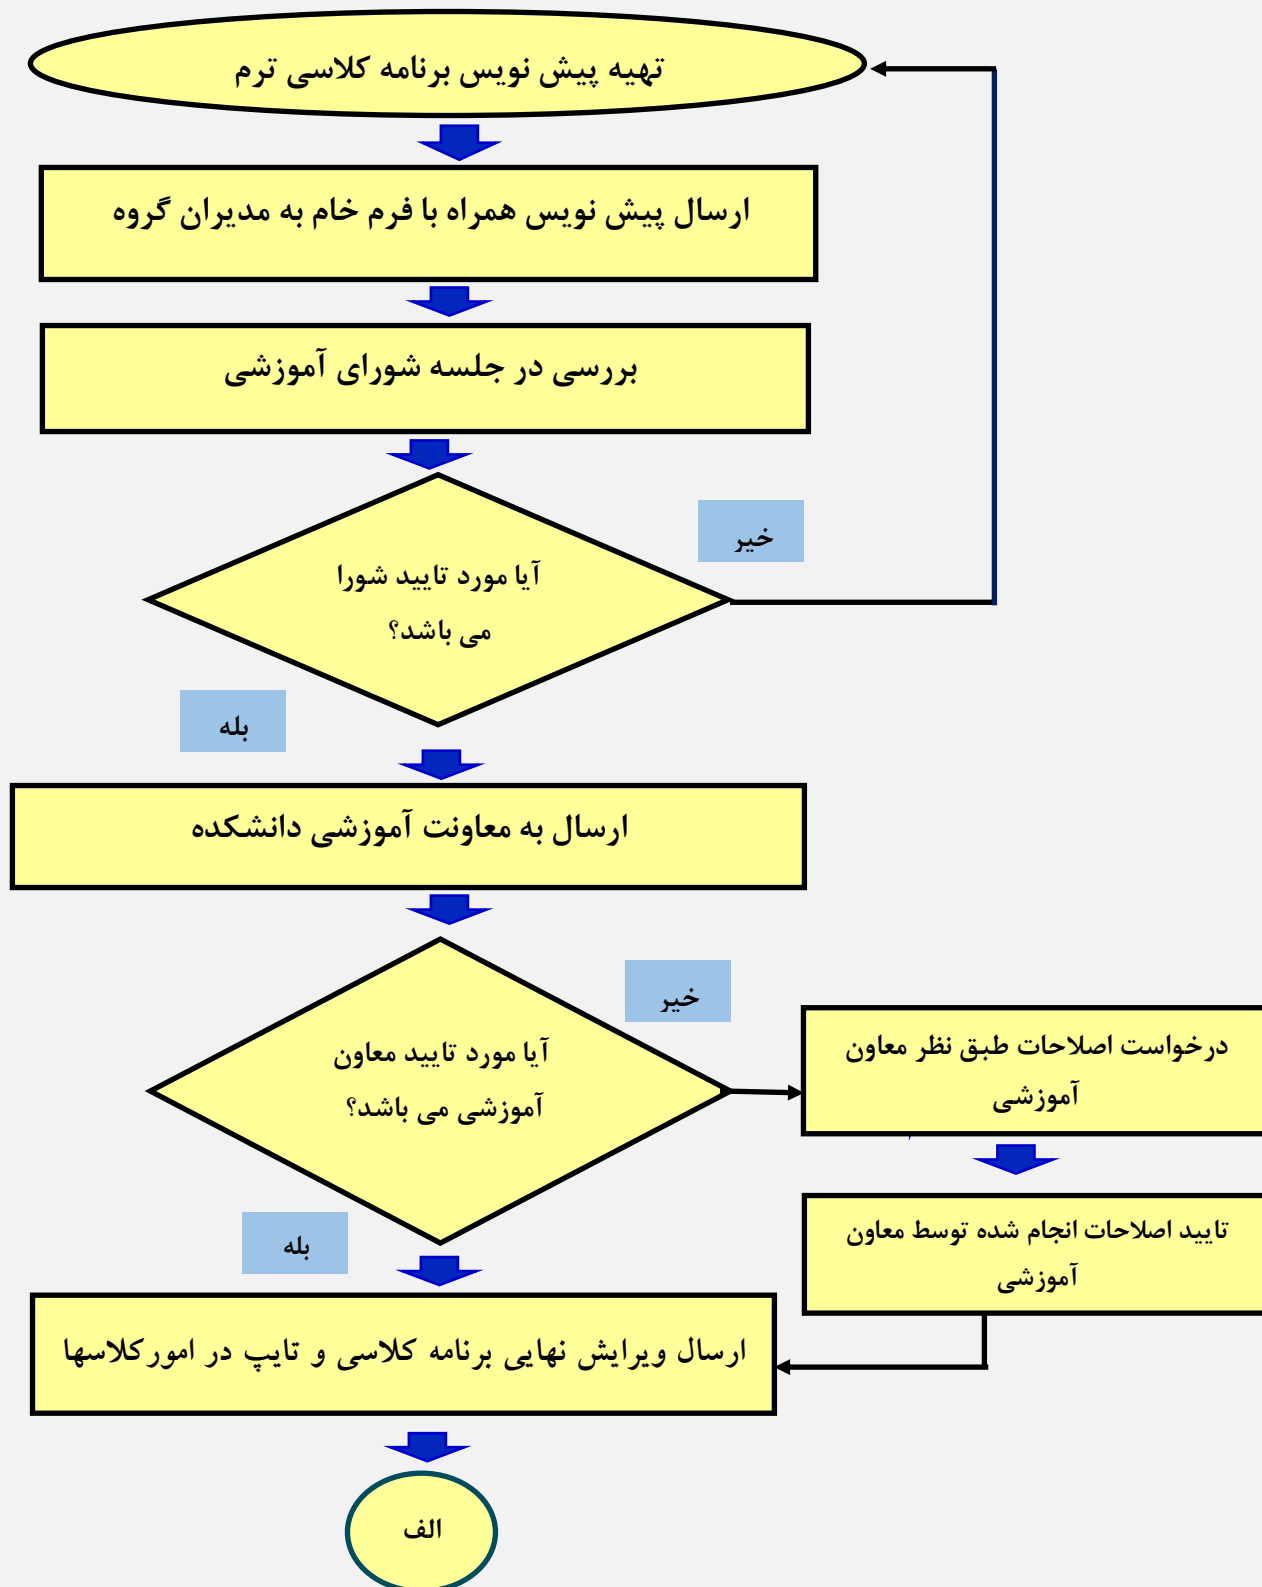 تهیه پیش نویس برنامه کلاسی ترم
ارسال پیش نویس همراه با فرم خام به مدیران گروه
بررسی در جلسه شورای آموزشی
خیر
آیا مورد تایید شورا
می باشد؟
بله
ارسال به معاونت آموزشی دانشکده
خیر
آیا مورد تایید معاون
آموزشی می باشد؟
درخواست اصلاحات طبق نظر معاون
آموزشی
تایید اصلاحات انجام شده توسط معاون
آموزشی
بله
ارسال ویرایش نهایی برنامه کلاسی و تایپ در امورکلاسها
الف